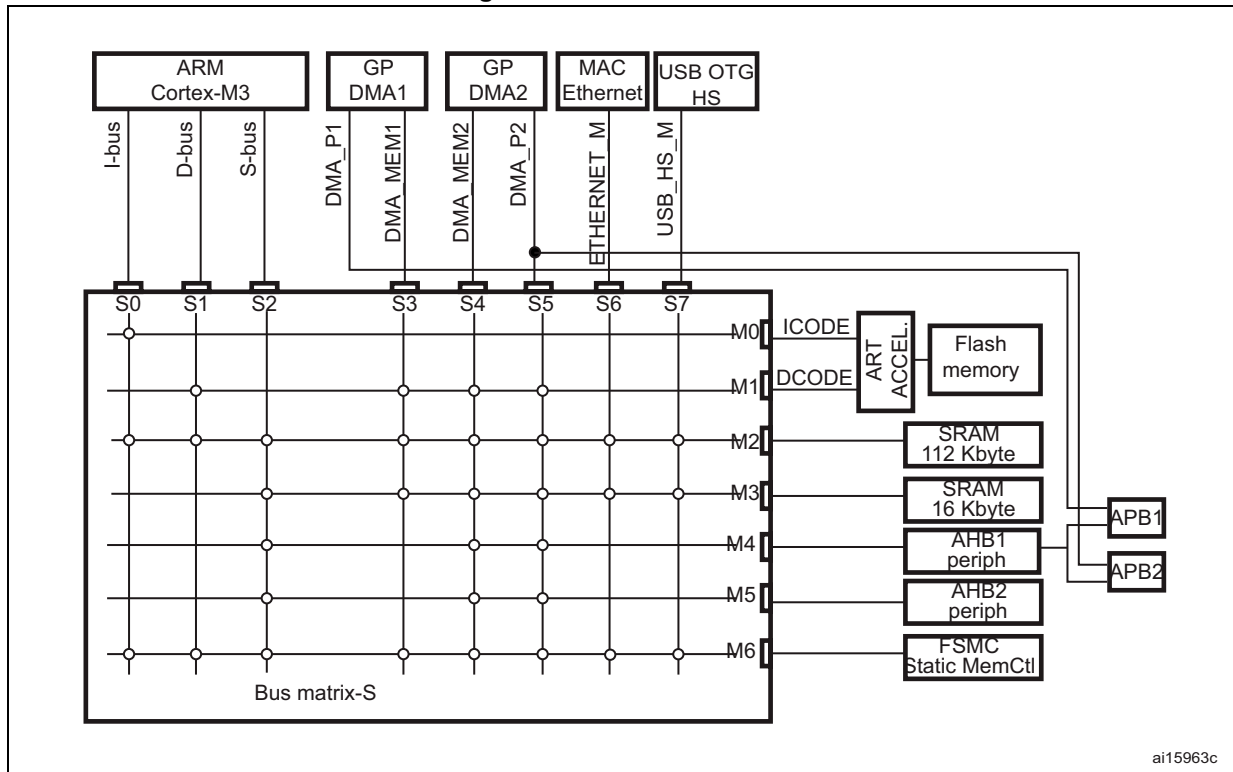 ARM
Cortex-M3
GP
DMA1
GP
DMA2
MAC
Ethernet
USB OTG
HS
I-bus
D-bus
S-bus
DMA_P1
DMA_MEM1
DMA_MEM2
DMA_P2
ETHERNET_M
USB_HS_M
S0
S1
S2
S3
S4
S5
S6
S7
M0
ICODE
M1
DCODE
ART
ACCEL.
Flash
memory
M2
SRAM
112 Kbyte
M3
SRAM
16 Kbyte
APB1
M4
AHB1
periph
APB2
M5
AHB2
periph
M6
FSMC
Static MemCtl
Bus matrix-S
ai15963c